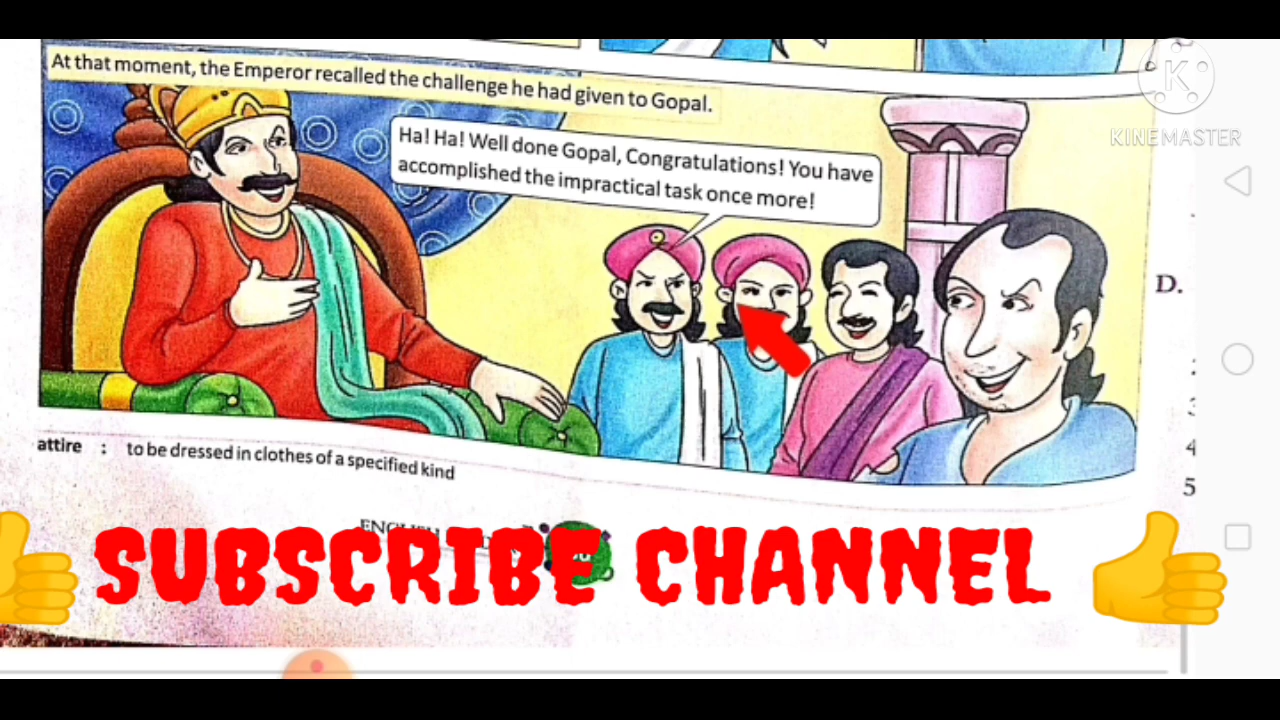 At that moment, the Emperor recalled the challenge he had given to Gopal.
Ha! Ha! Well done Gopal, Congratulations! You have
accomplished the impractical task once more!
K
KINEMASTER
D.
attire : to be dressed in clothes of a specified kind
4
5
SUBSCRIBE CHANNEL